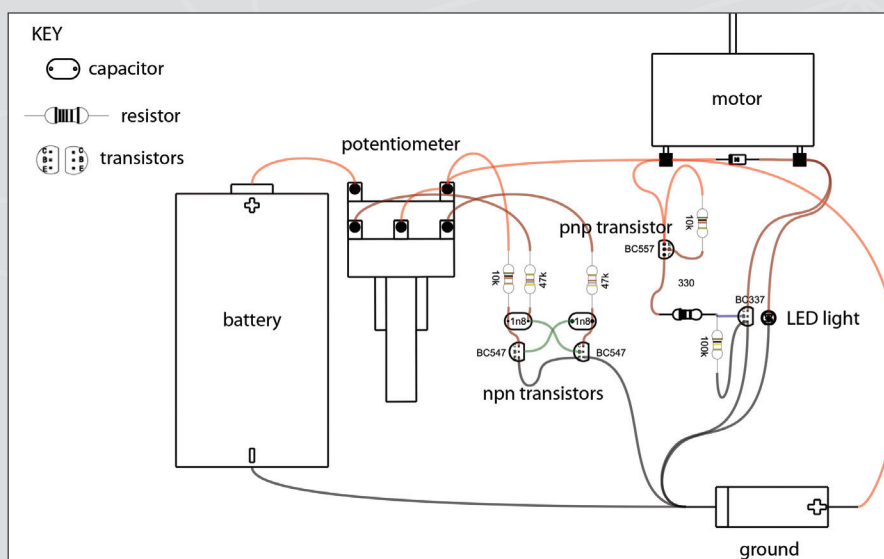 KEY
capacitor
resistor
C
B
E
C
B
E
transistors
potentiometer
motor
battery
pnp transistor
BC557
10k
330
BC337
LED light
100k
10k
47k
47k
1n8
1n8
BC547
BC547
npn transistors
ground